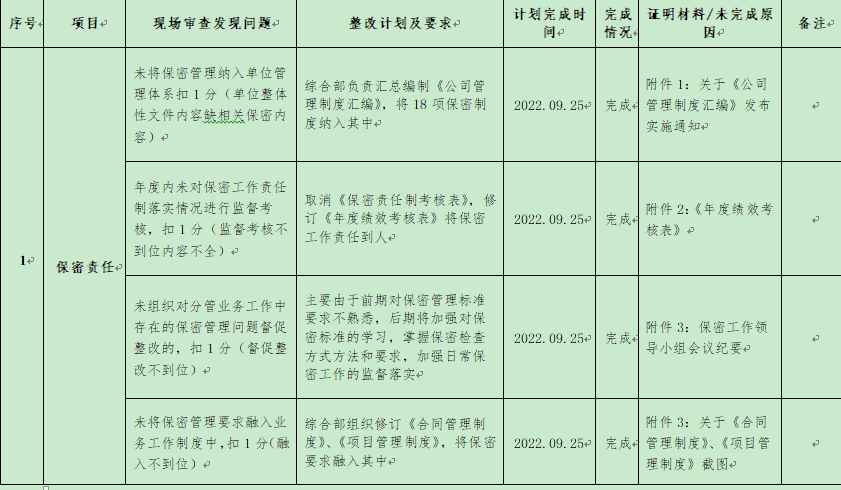 序号
项目
现场审查发现问题
整改计划及要求
计划完成时
间
完成
情况
证明材料/未完成原
因
备注
1
保密责任
未将保密管理纳入单位管
理体系扣 1 分（单位整体
性文件内容缺相关保密内
容）
综合部负责汇总编制《公司管
理制度汇编》，将 18 项保密制
度纳入其中
2022.09.25
完成
附件 1：关于《公司
管理制度汇编》发布
实施通知
年度内未对保密工作责任
制落实情况进行监督考
核，扣 1 分（监督考核不
到位内容不全）
取消《保密责任制考核表》，修
订《年度绩效考核表》将保密
工作责任到人
2022.09.25
完成
附件 2：《年度绩效考
核表》
未组织对分管业务工作中
存在的保密管理问题督促
整改的，扣 1 分（督促整
改不到位）
主要由于前期对保密管理标准
要求不熟悉，后期将加强对保
密标准的学习，掌握保密检查
方式方法和要求，加强日常保
密工作的监督落实
2022.09.25
完成
附件 3：保密工作领
导小组会议纪要
未将保密管理要求融入业
务工作制度中，扣 1 分（融
入不到位）
综合部组织修订《合同管理制
度》、《项目管理制度》，将保密
要求融入其中
2022.09.25
完成
附件 3：关于《合同
管理制度》、《项目管
理制度》截图